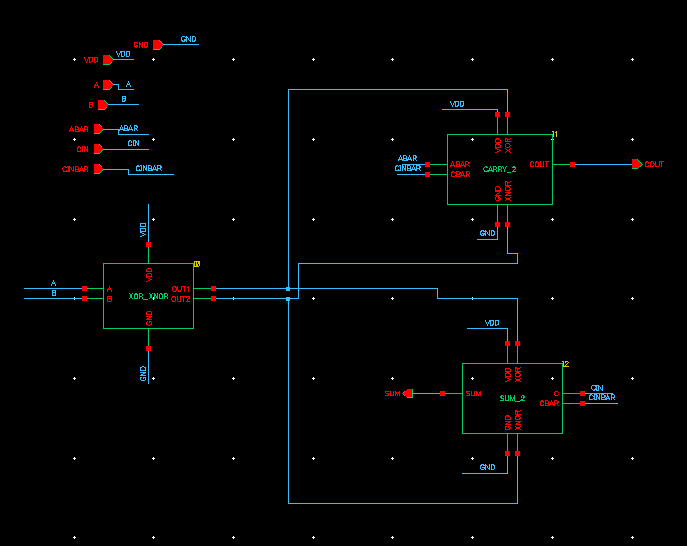 GND GND
VDD VDD
A A
B B
ABAR ABAR
CIN CIN
CINBAR CINBAR
VDD I1
VDD XOR
ABAR ABAR CARRY_2 COUT COUT
CINBAR CBAR
GND XNOR
GND
VDD
VDD
A A OUT1
B B XOR_XNOR OUT2
GND
GND
VDD I2
VDD XOR
SUM SUM SUM_2 C CIN
CBAR CINBAR
GND XNOR
GND